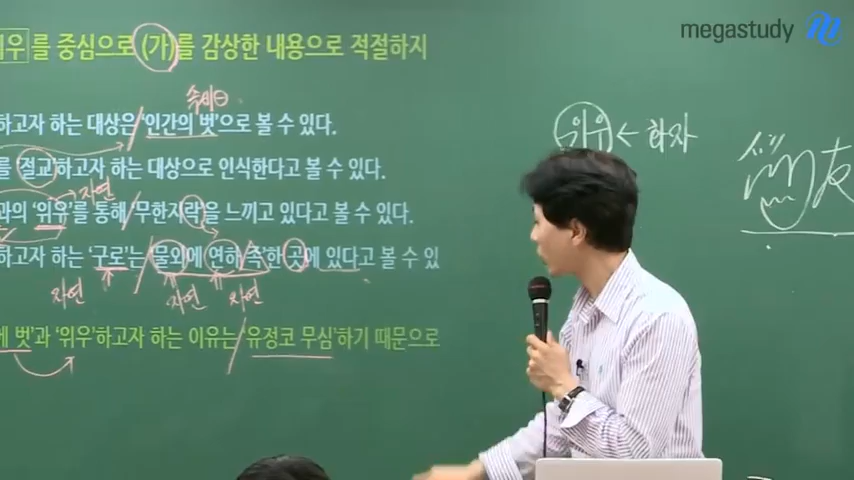 megastudy
위우를 중심으로 (가)를 감상한 내용으로 적절하지
속세
하고자 하는 대상은 '인간의 벗'으로 볼 수 있다.
이유 ← 화자
를 '절교'하고자 하는 대상으로 인식한다고 볼 수 있다.
友
자연
과의 '위우'를 통해 '무한지락'을 느끼고 있다고 볼 수 있다.
하고자 하는 '구로'는 '물외에 연하 족'한 곳에 있다고 볼 수 있
자연 자연 자연
에 벗'과 '위우'하고자 하는 이유는 '유정코 무심'하기 때문으로